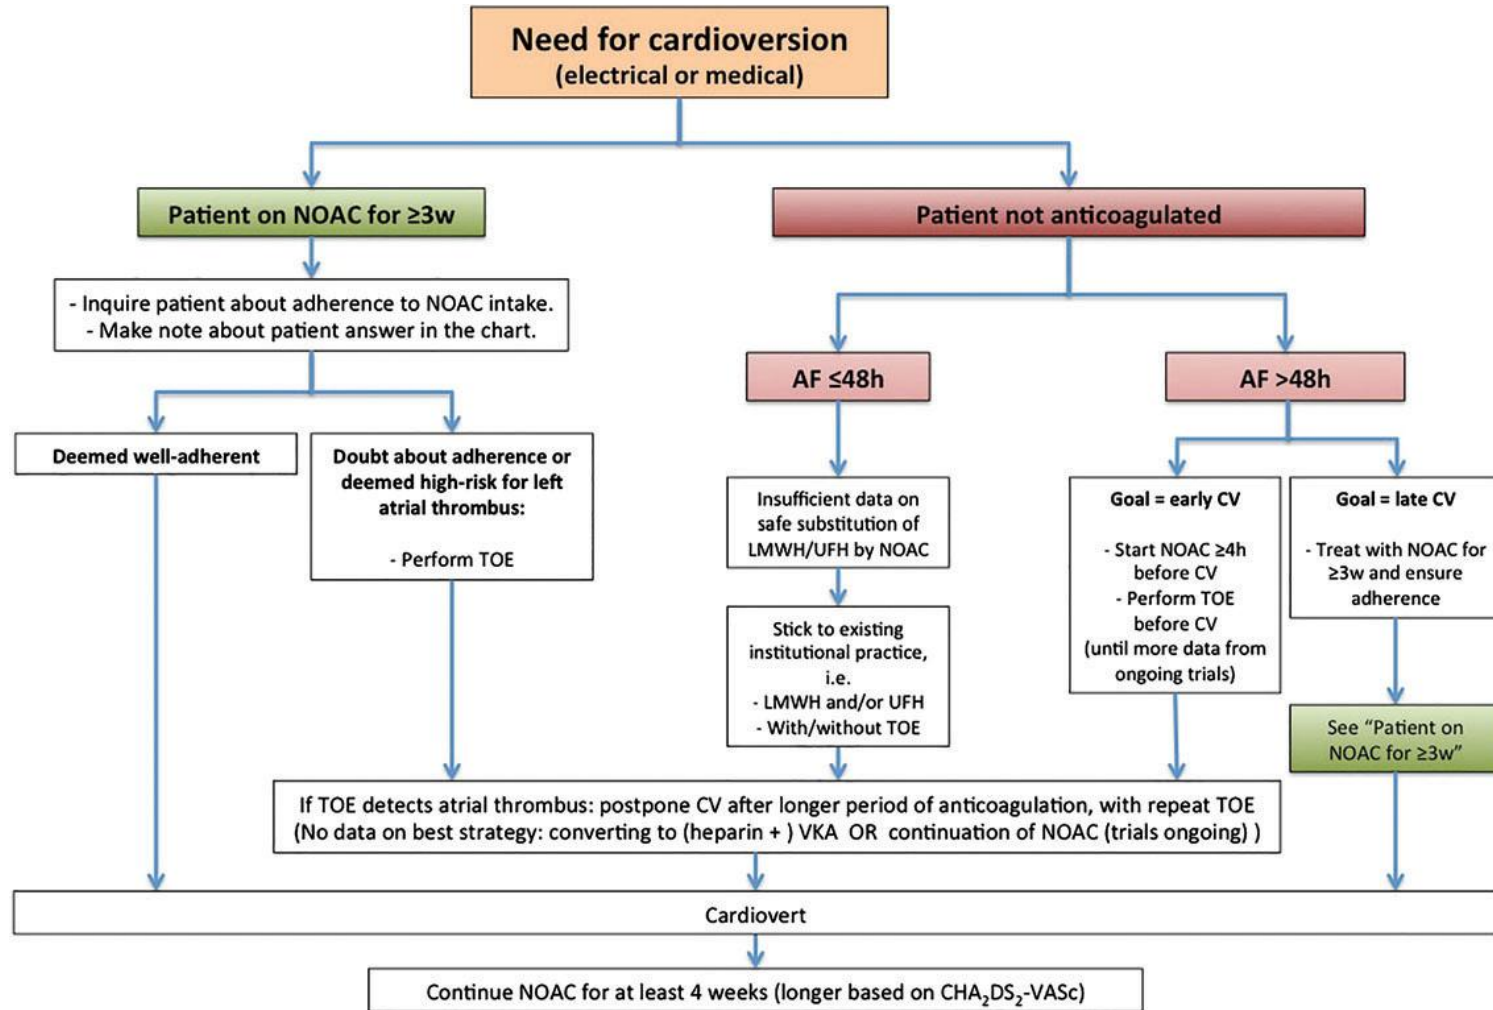 Need for cardioversion
(electrical or medical)
Patient on NOAC for ≥3w
Patient not anticoagulated
- Inquire patient about adherence to NOAC intake.
- Make note about patient answer in the chart.
AF ≤48h
AF >48h
Deemed well-adherent
Doubt about adherence or
deemed high-risk for left
atrial thrombus:
- Perform TOE
Insufficient data on
safe substitution of
LMWH/UFH by NOAC
Stick to existing
institutional practice,
i.e.
- LMWH and/or UFH
- With/without TOE
Goal = early CV
- Start NOAC ≥4h
before CV
- Perform TOE
before CV
(until more data from
ongoing trials)
Goal = late CV
- Treat with NOAC for
≥3w and ensure
adherence
See “Patient on
NOAC for ≥3w”
If TOE detects atrial thrombus: postpone CV after longer period of anticoagulation, with repeat TOE
(No data on best strategy: converting to (heparin + ) VKA OR continuation of NOAC (trials ongoing) )
Cardiovert
Continue NOAC for at least 4 weeks (longer based on CHA₂DS₂-VASc)